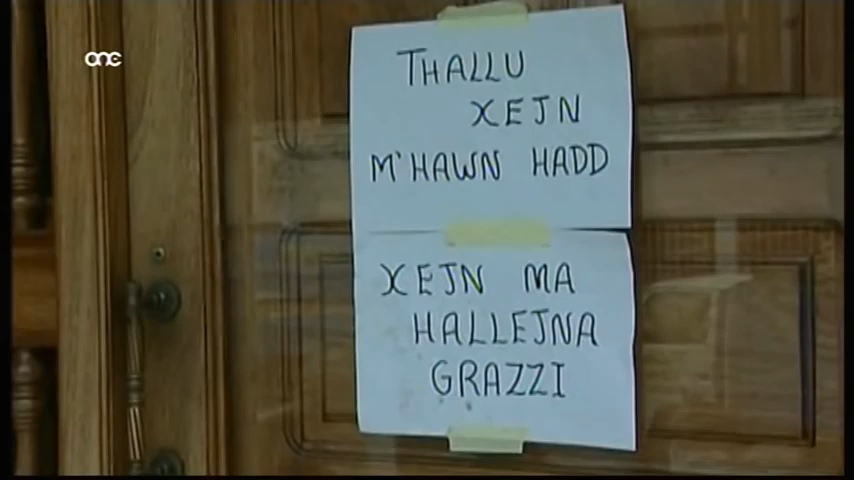 one
THALLU
XEJN
M'HAWN HADD
XEJN MA
HALLEJNA
GRAZZI